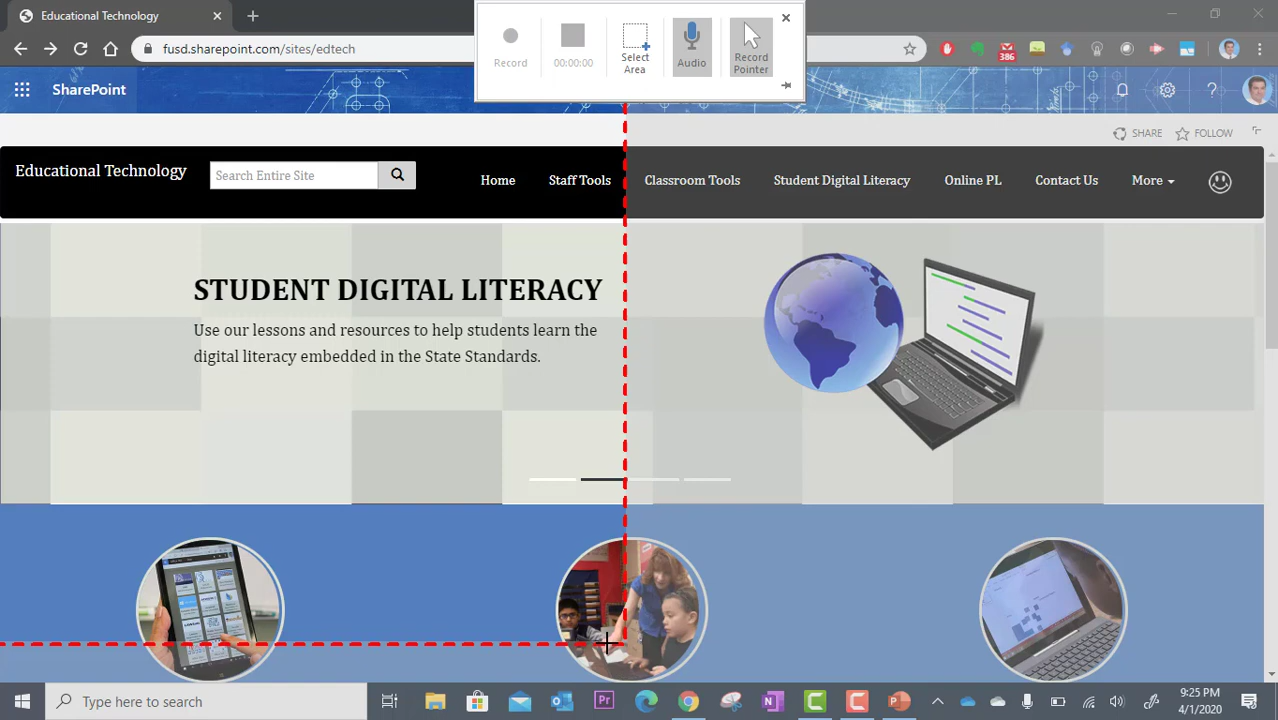 Educational Technology
fusd.sharepoint.com/sites/edtech
386
Record
00:00:00
Select
Area
Audio
Record
Pointer
SharePoint
SHARE
FOLLOW
Educational Technology
Search Entire Site
Home
Staff Tools
Classroom Tools
Student Digital Literacy
Online PL
Contact Us
More
STUDENT DIGITAL LITERACY
Use our lessons and resources to help students learn the
digital literacy embedded in the State Standards.
Type here to search
Pr
9:25 PM
4/1/2020